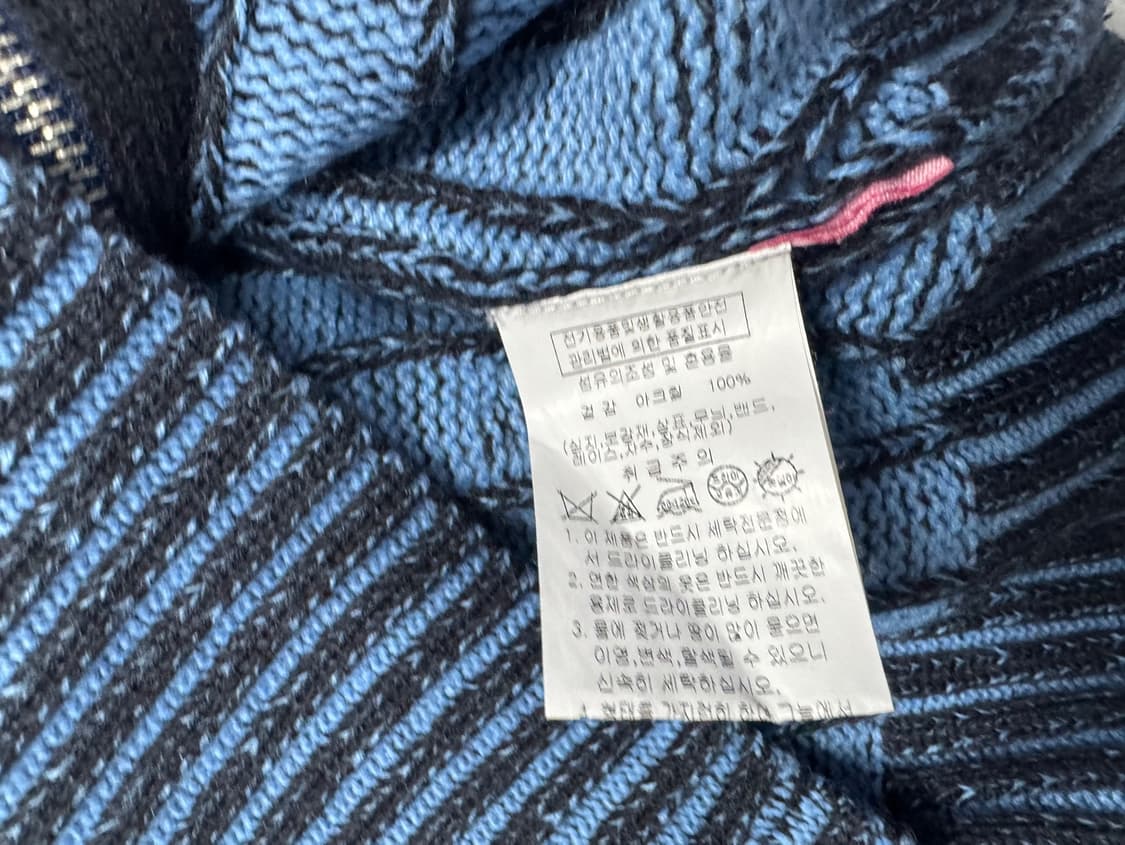 전기용품및생활용품안전
관리법에 의한 품질표시
섬유의조성 및 혼용율
겉감 아크릴 100%
(심지,보강재,상표,무늬,밴드,
레이스,자수,장식제외)
취급주의
드라이
1. 이 제품은 반드시 세탁전문점에
서 드라이클리닝 하십시오.
2. 연한 색상의 옷은 반드시 깨끗한
용제로 드라이클리닝 하십시오.
3. 물에 젖거나 땀이 많이 묻으면
이염,변색,탈색될 수 있으니
신속히 세탁하십시오.